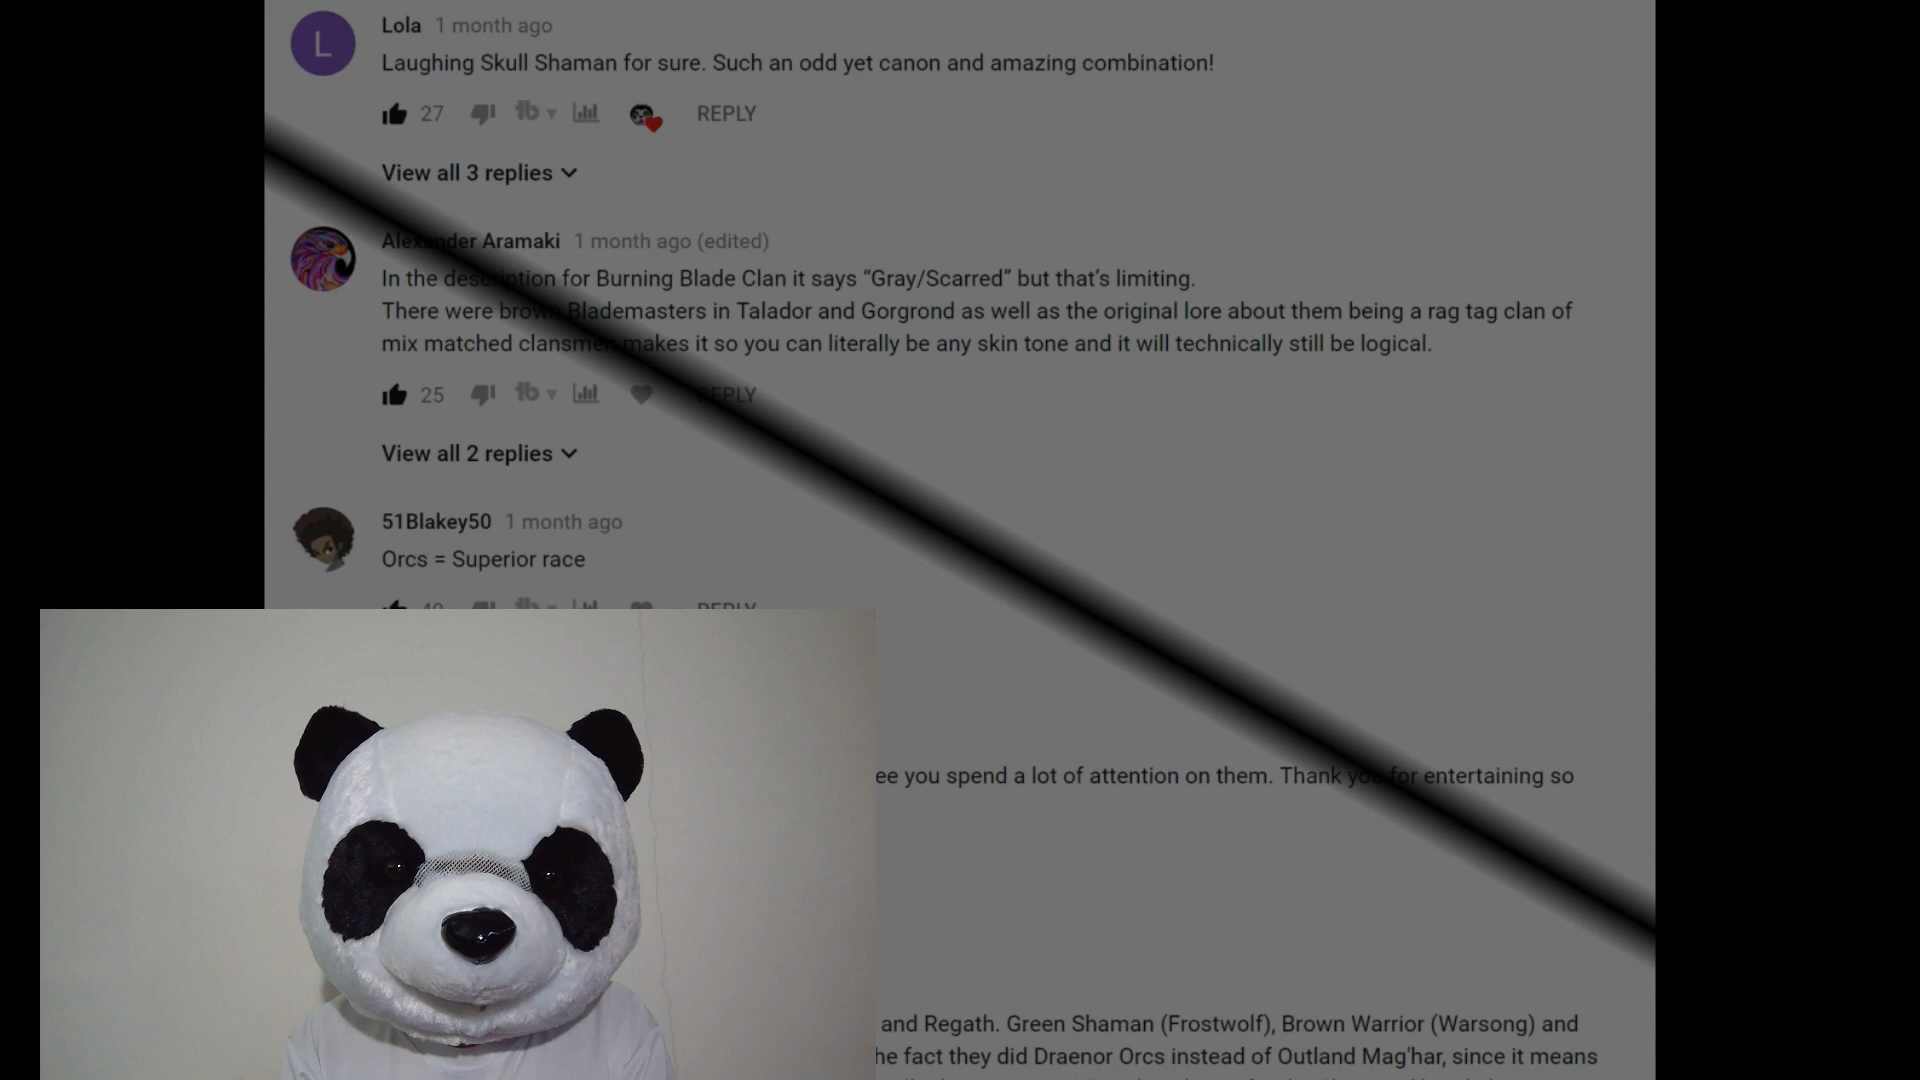 L
Lola 1 month ago
Laughing Skull Shaman for sure. Such an odd yet canon and amazing combination!
27 REPLY
View all 3 replies
Alexander Aramaki 1 month ago (edited)
In the description for Burning Blade Clan it says “Gray/Scarred” but that’s limiting.
There were brown Blademasters in Talador and Gorgrond as well as the original lore about them being a rag tag clan of
mix matched clansmen makes it so you can literally be any skin tone and it will technically still be logical.
25 REPLY
View all 2 replies
51Blakey50 1 month ago
Orcs = Superior race
REPLY
you spend a lot of attention on them. Thank you for entertaining so
and Regath. Green Shaman (Frostwolf), Brown Warrior (Warsong) and
fact they did Draenor Orcs instead of Outland Mag'har, since it means